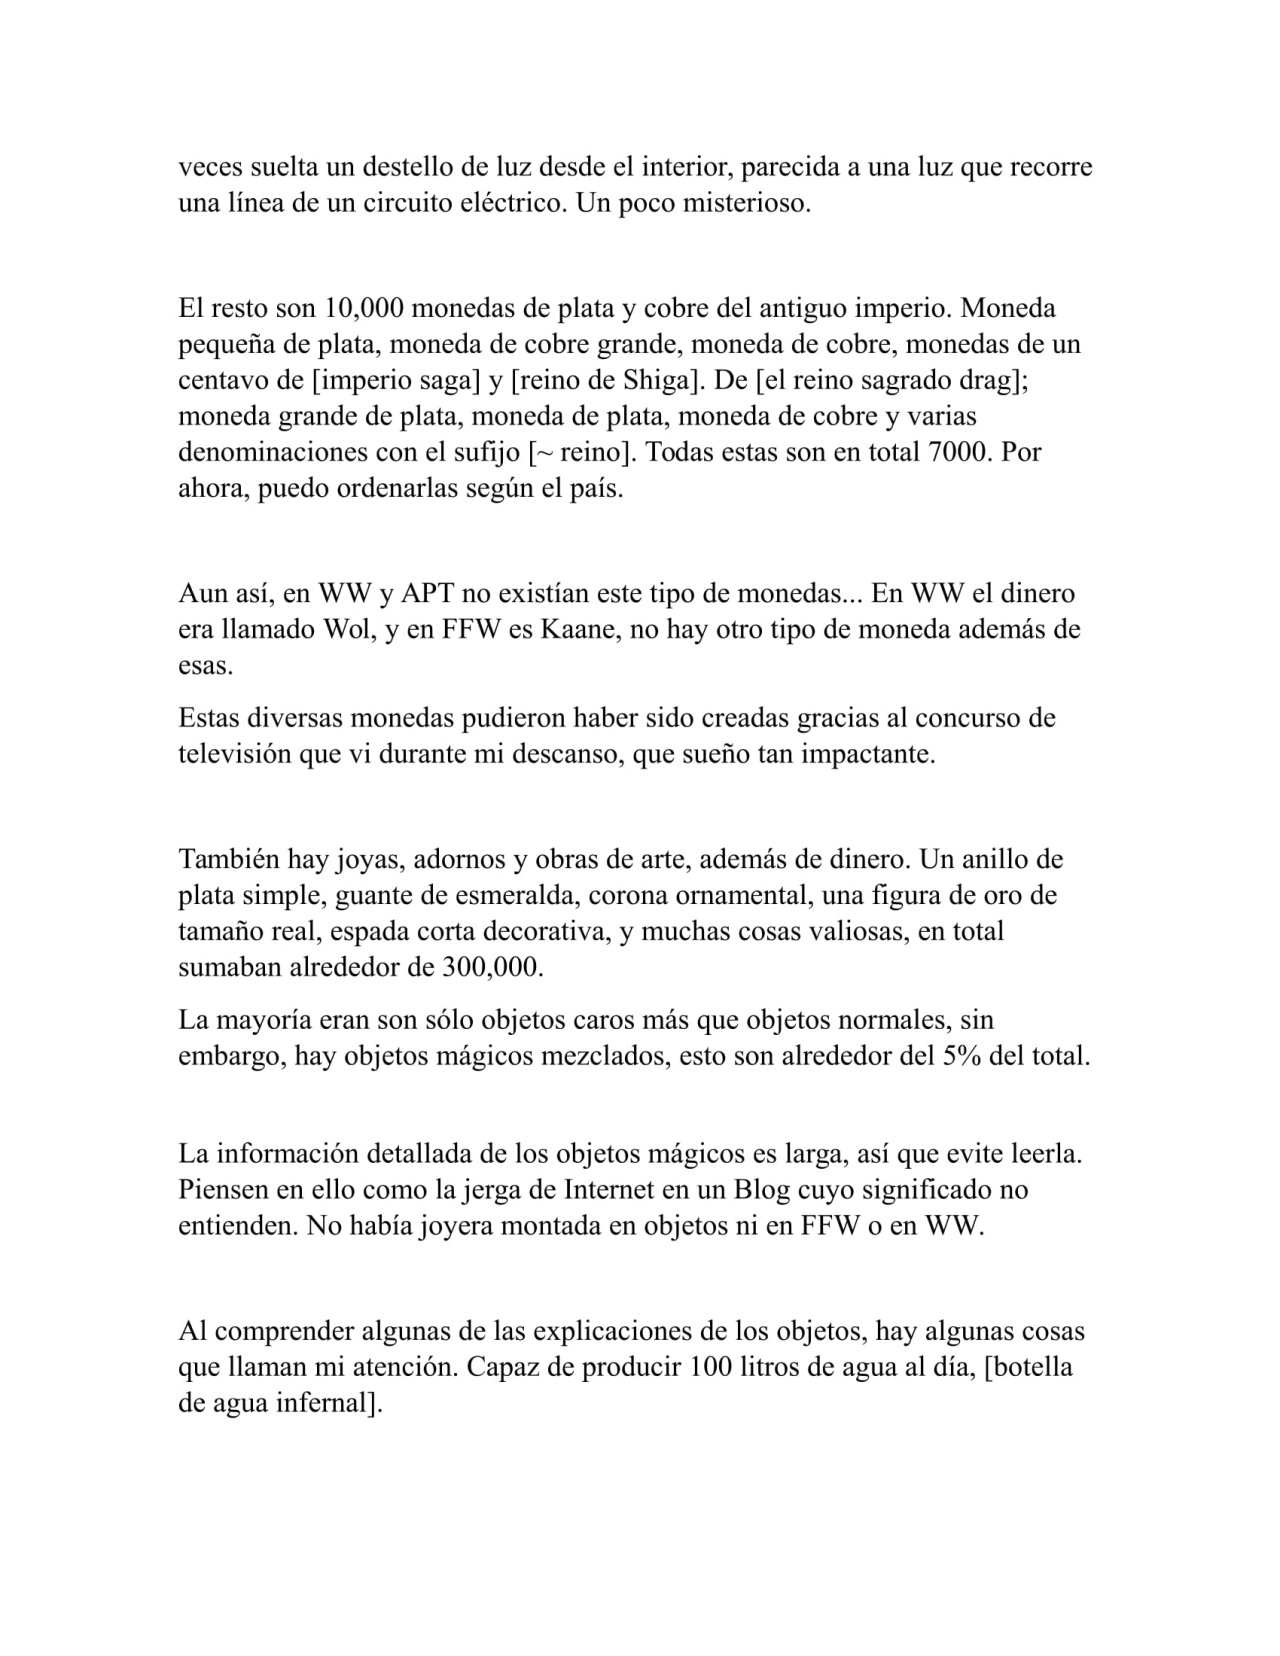 veces suelta un destello de luz desde el interior, parecida a una luz que recorre
una línea de un circuito eléctrico. Un poco misterioso.
El resto son 10,000 monedas de plata y cobre del antiguo imperio. Moneda
pequeña de plata, moneda de cobre grande, moneda de cobre, monedas de un
centavo de [imperio saga] y [reino de Shiga]. De [el reino sagrado drag];
moneda grande de plata, moneda de plata, moneda de cobre y varias
denominaciones con el sufijo [~ reino]. Todas estas son en total 7000. Por
ahora, puedo ordenarlas según el país.
Aun así, en WW y APT no existían este tipo de monedas... En WW el dinero
era llamado Wol, y en FFW es Kaane, no hay otro tipo de moneda además de
esas.
Estas diversas monedas pudieron haber sido creadas gracias al concurso de
televisión que vi durante mi descanso, que sueño tan impactante.
También hay joyas, adornos y obras de arte, además de dinero. Un anillo de
plata simple, guante de esmeralda, corona ornamental, una figura de oro de
tamaño real, espada corta decorativa, y muchas cosas valiosas, en total
sumaban alrededor de 300,000.
La mayoría eran son sólo objetos caros más que objetos normales, sin
embargo, hay objetos mágicos mezclados, esto son alrededor del 5% del total.
La información detallada de los objetos mágicos es larga, así que evite leerla.
Piensen en ello como la jerga de Internet en un Blog cuyo significado no
entienden. No había joyera montada en objetos ni en FFW o en WW.
Al comprender algunas de las explicaciones de los objetos, hay algunas cosas
que llaman mi atención. Capaz de producir 100 litros de agua al día, [botella
de agua infernal].